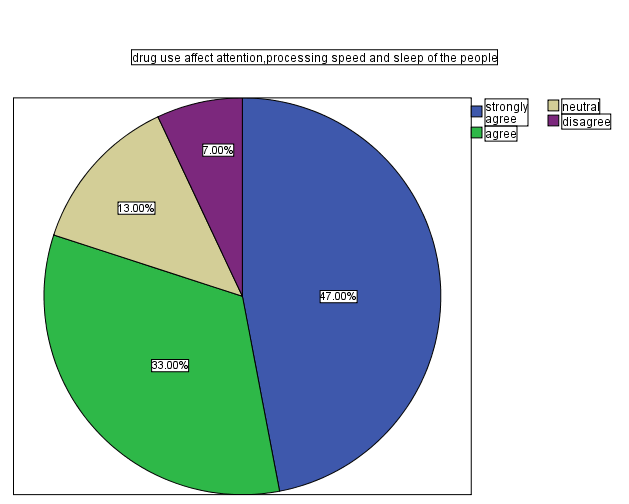 drug use affect attention,processing speed and sleep of the people
strongly
agree
agree
neutral
disagree
7.00%
13.00%
47.00%
33.00%